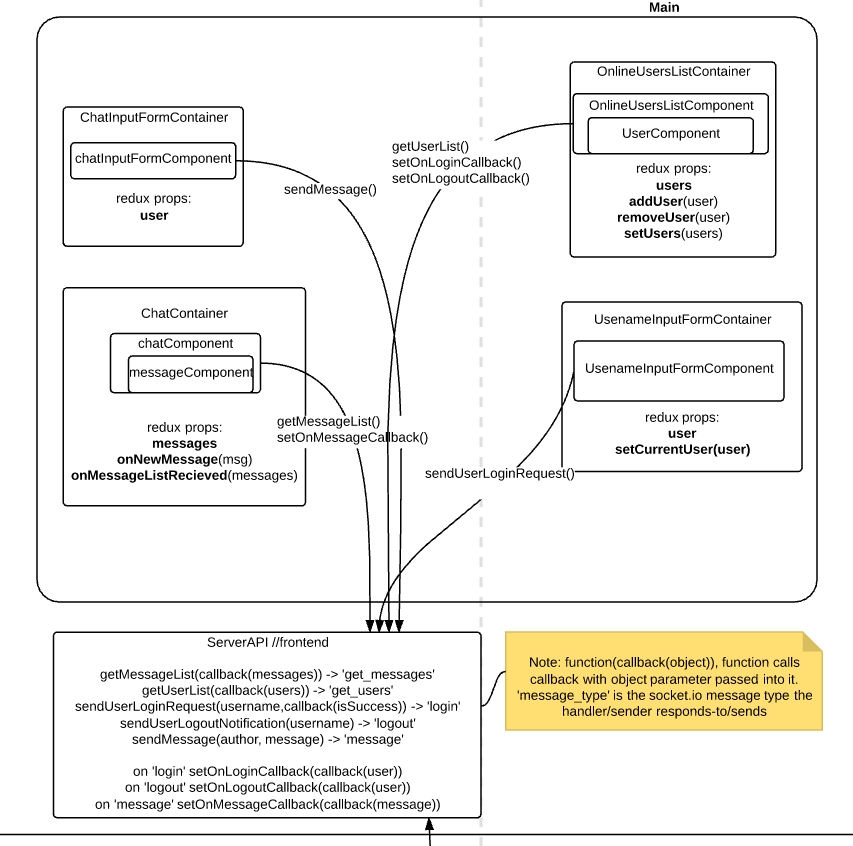 Main
ChatInputFormContainer
chatInputFormComponent
redux props:
user
sendMessage()
getUserList()
setOnLoginCallback()
setOnLogoutCallback()
OnlineUsersListContainer
OnlineUsersListComponent
UserComponent
redux props:
users
addUser(user)
removeUser(user)
setUsers(users)
ChatContainer
chatComponent
messageComponent
redux props:
messages
onNewMessage(msg)
onMessageListRecieved(messages)
getMessageList()
setOnMessageCallback()
UsenameInputFormContainer
UsenameInputFormComponent
redux props:
user
setCurrentUser(user)
sendUserLoginRequest()
ServerAPI //frontend
getMessageList(callback(messages)) -> 'get_messages'
getUserList(callback(users)) -> 'get_users'
sendUserLoginRequest(username,callback(isSuccess)) -> 'login'
sendUserLogoutNotification(username) -> 'logout'
sendMessage(author, message) -> 'message'
on 'login' setOnLoginCallback(callback(user))
on 'logout' setOnLogoutCallback(callback(user))
on 'message' setOnMessageCallback(callback(message))
Note: function(callback(object)), function calls
callback with object parameter passed into it.
'message_type' is the socket.io message type the
handler/sender responds-to/sends